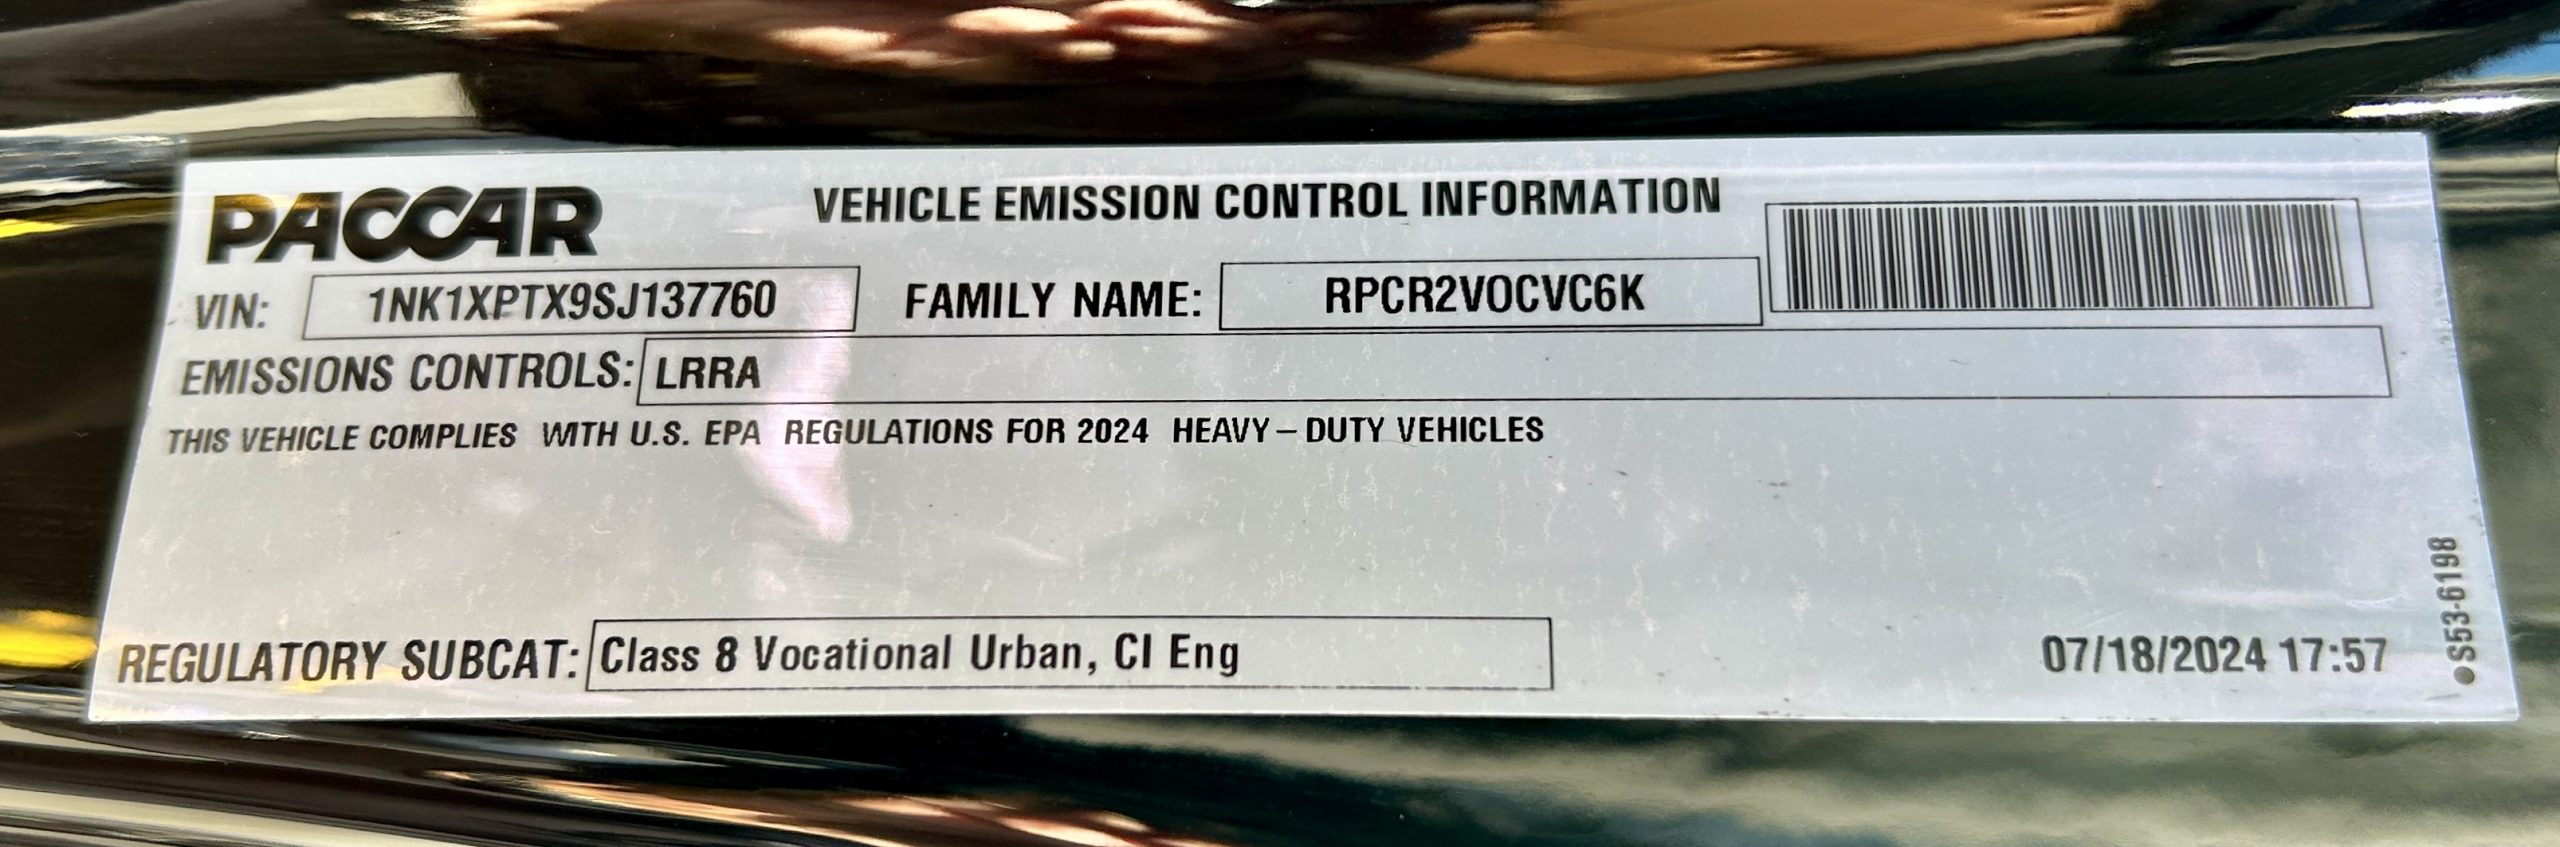 PACCAR
VEHICLE EMISSION CONTROL INFORMATION
VIN: 1NK1XPTX9SJ137760 FAMILY NAME: RPCR2VOCVC6K
EMISSIONS CONTROLS: LRRA
THIS VEHICLE COMPLIES WITH U.S. EPA REGULATIONS FOR 2024 HEAVY–DUTY VEHICLES
REGULATORY SUBCAT: Class 8 Vocational Urban, CI Eng
07/18/2024 17:57
●S53-6198